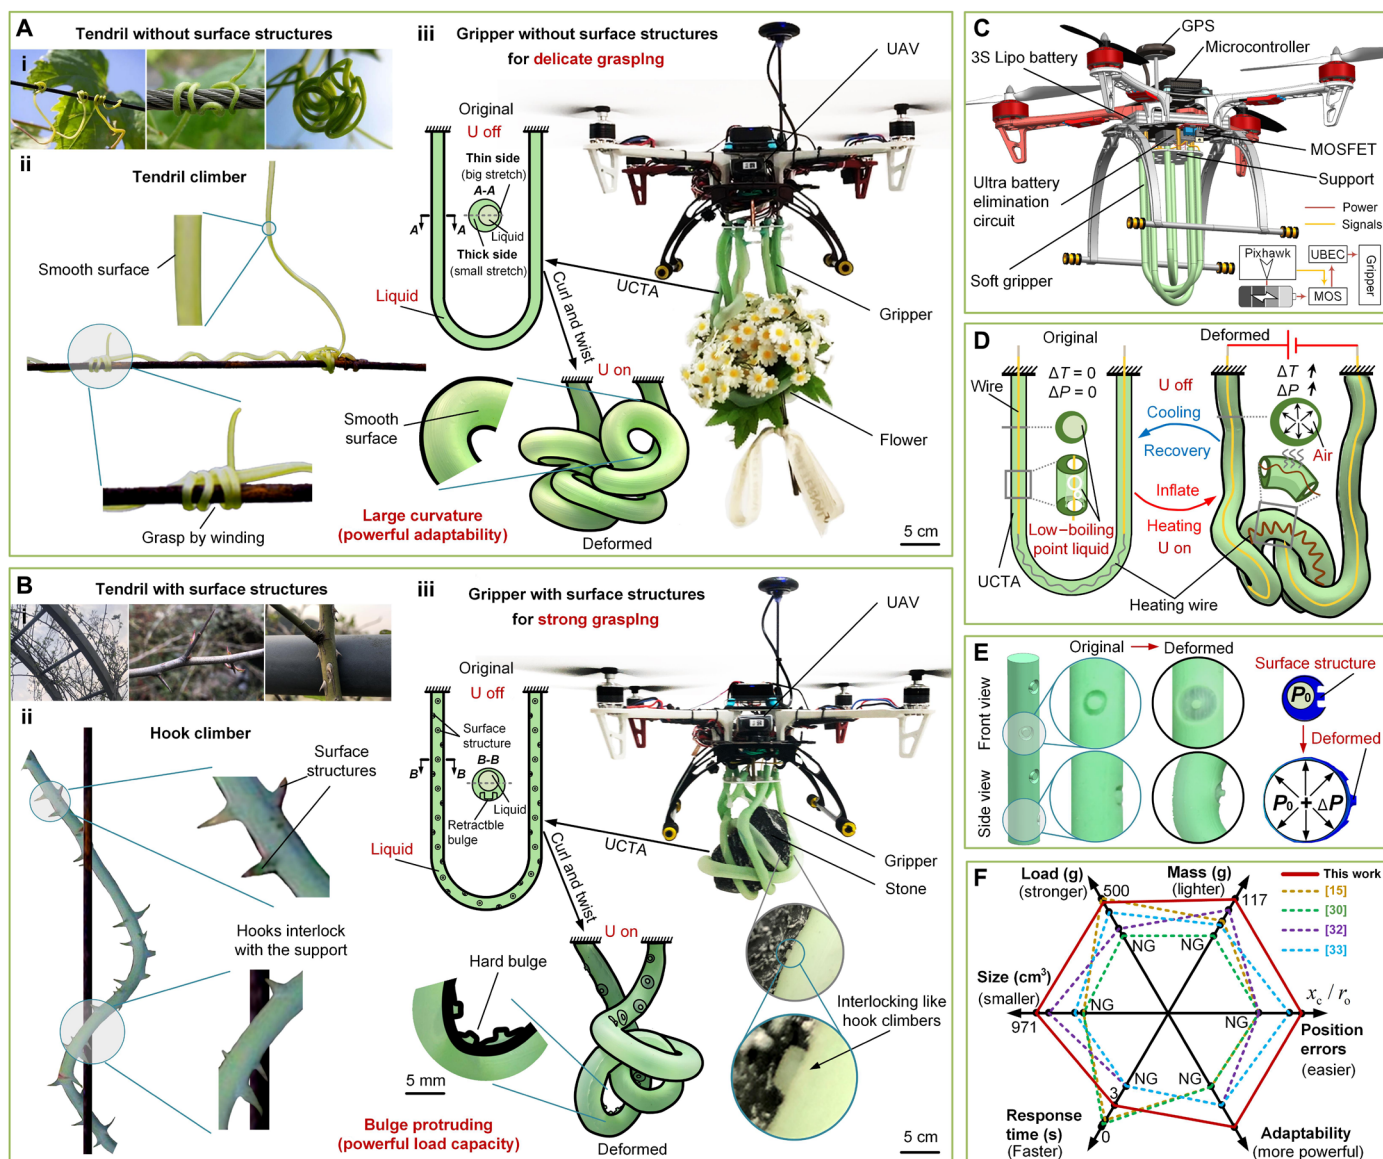 A
Tendril without surface structures
i
ii
Tendril climber
Smooth surface
Grasp by winding
iii
Gripper without surface structures
for delicate grasping
Original
U off
Thin side
(big stretch)
A-A
Liquid
A
A
Thick side
(small stretch)
Liquid
Curl and twist
UCTA
U on
Smooth
surface
Large curvature
(powerful adaptability)
Deformed
UAV
Gripper
Flower
5 cm
B
Tendril with surface structures
i
ii
Hook climber
Surface
structures
Hooks interlock
with the support
iii
Gripper with surface structures
for strong grasping
Original
U off
Surface
structure
B-B
B
B
Liquid
Retractble
bulge
Liquid
Curl and twist
UCTA
U on
Hard bulge
5 mm
Bulge protruding
(powerful load capacity)
Deformed
UAV
Gripper
Stone
Interlocking like
hook climbers
5 cm
C
GPS
Microcontroller
3S Lipo battery
MOSFET
Support
Ultra battery
elimination
circuit
Soft gripper
Power
Signals
Pixhawk
UBEC
MOS
Gripper
D
Original
Deformed
Wire
ΔT = 0
ΔP = 0
U off
Cooling
Recovery
Inflate
Heating
U on
ΔT
ΔP
Air
Low-boiling
point liquid
UCTA
Heating wire
E
Original
Deformed
Front view
Side view
Surface structure
P0
Deformed
P0 + ΔP
F
Load (g)
(stronger)
500
Mass (g)
(lighter)
117
This work
[15]
[30]
[32]
[33]
NG
NG
Size (cm3)
(smaller)
971
NG
NG
xc / ro
Position
errors
(easier)
NG
NG
3
0
Response
time (s)
(Faster)
Adaptability
(more powerful)